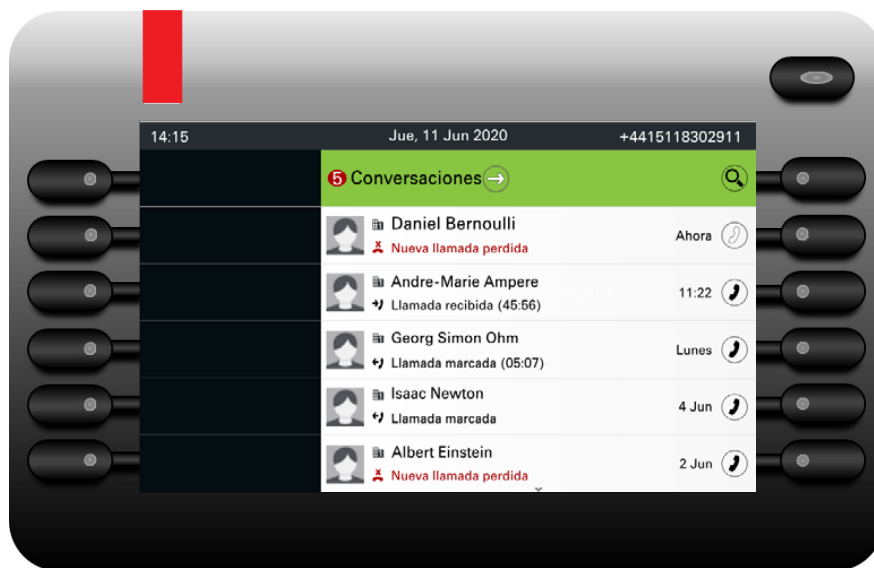 14:15 Jue, 11 Jun 2020 +4415118302911
5 Conversaciones
Daniel Bernoulli
Nueva llamada perdida
Ahora
Andre-Marie Ampere
Llamada recibida (45:56)
11:22
Georg Simon Ohm
Llamada marcada (05:07)
Lunes
Isaac Newton
Llamada marcada
4 Jun
Albert Einstein
Nueva llamada perdida
2 Jun